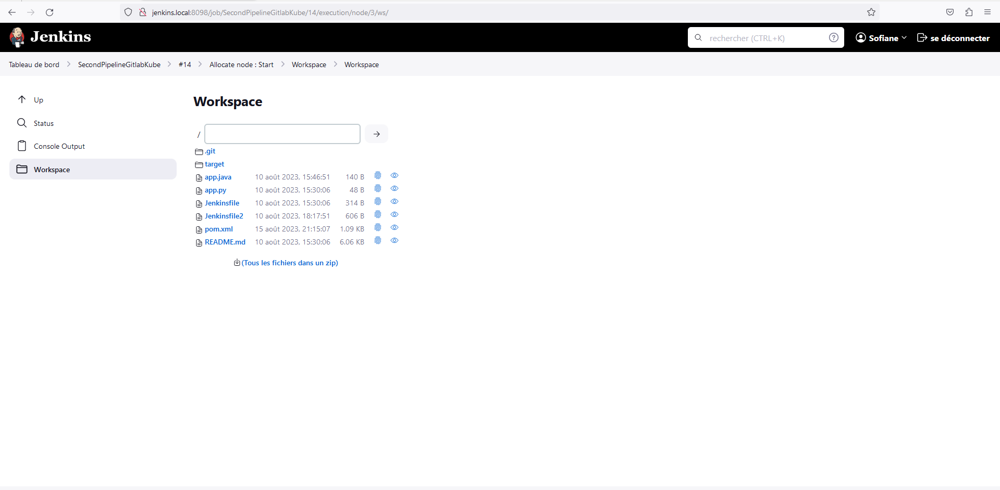 jenkins.local:8098/job/SecondPipelineGitlabKube/14/execution/node/3/ws/
Jenkins
rechercher (CTRL+K)
Sofiane
se déconnecter
Tableau de bord > SecondPipelineGitlabKube > #14 > Allocate node : Start > Workspace > Workspace
Up
Status
Console Output
Workspace
Workspace
/
.git
target
app.java 10 août 2023, 15:46:51 140 B
app.py 10 août 2023, 15:30:06 48 B
Jenkinsfile 10 août 2023, 15:30:06 314 B
Jenkinsfile2 10 août 2023, 18:17:51 606 B
pom.xml 15 août 2023, 21:15:07 1.09 KB
README.md 10 août 2023, 15:30:06 6.06 KB
(Tous les fichiers dans un zip)